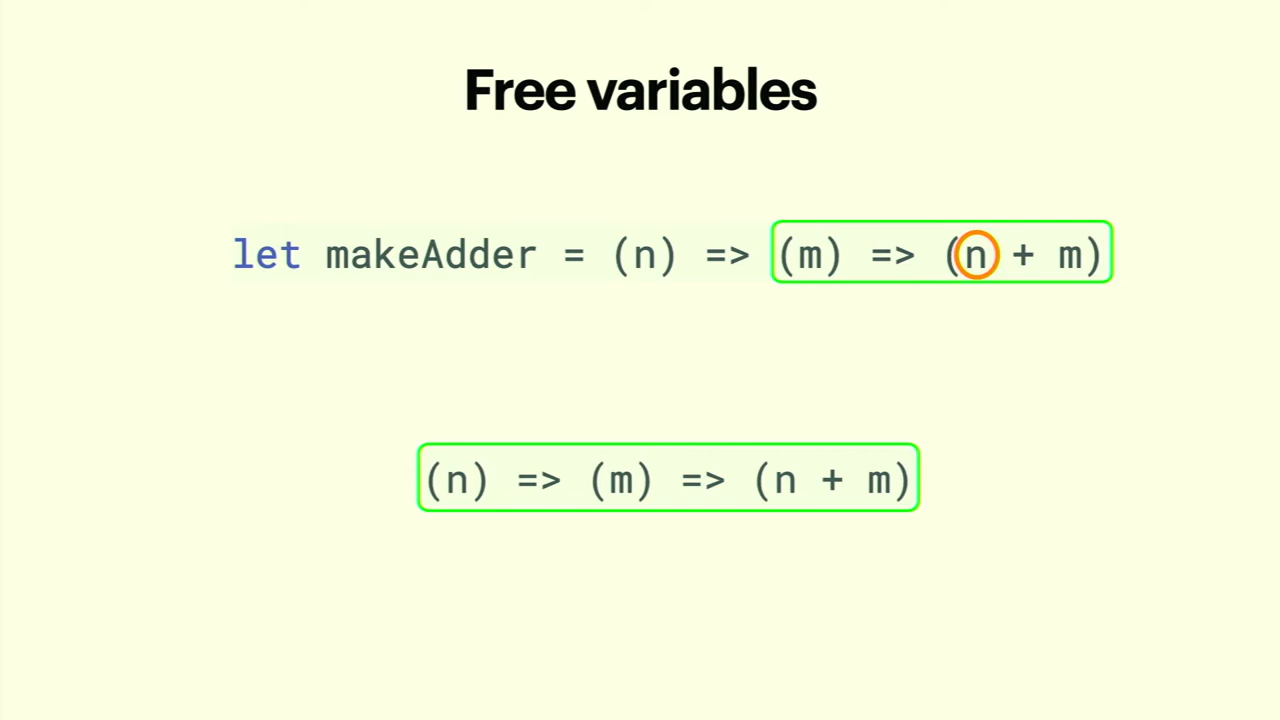 Free variables
let makeAdder = (n) => (m) => (n + m)
(n) => (m) => (n + m)